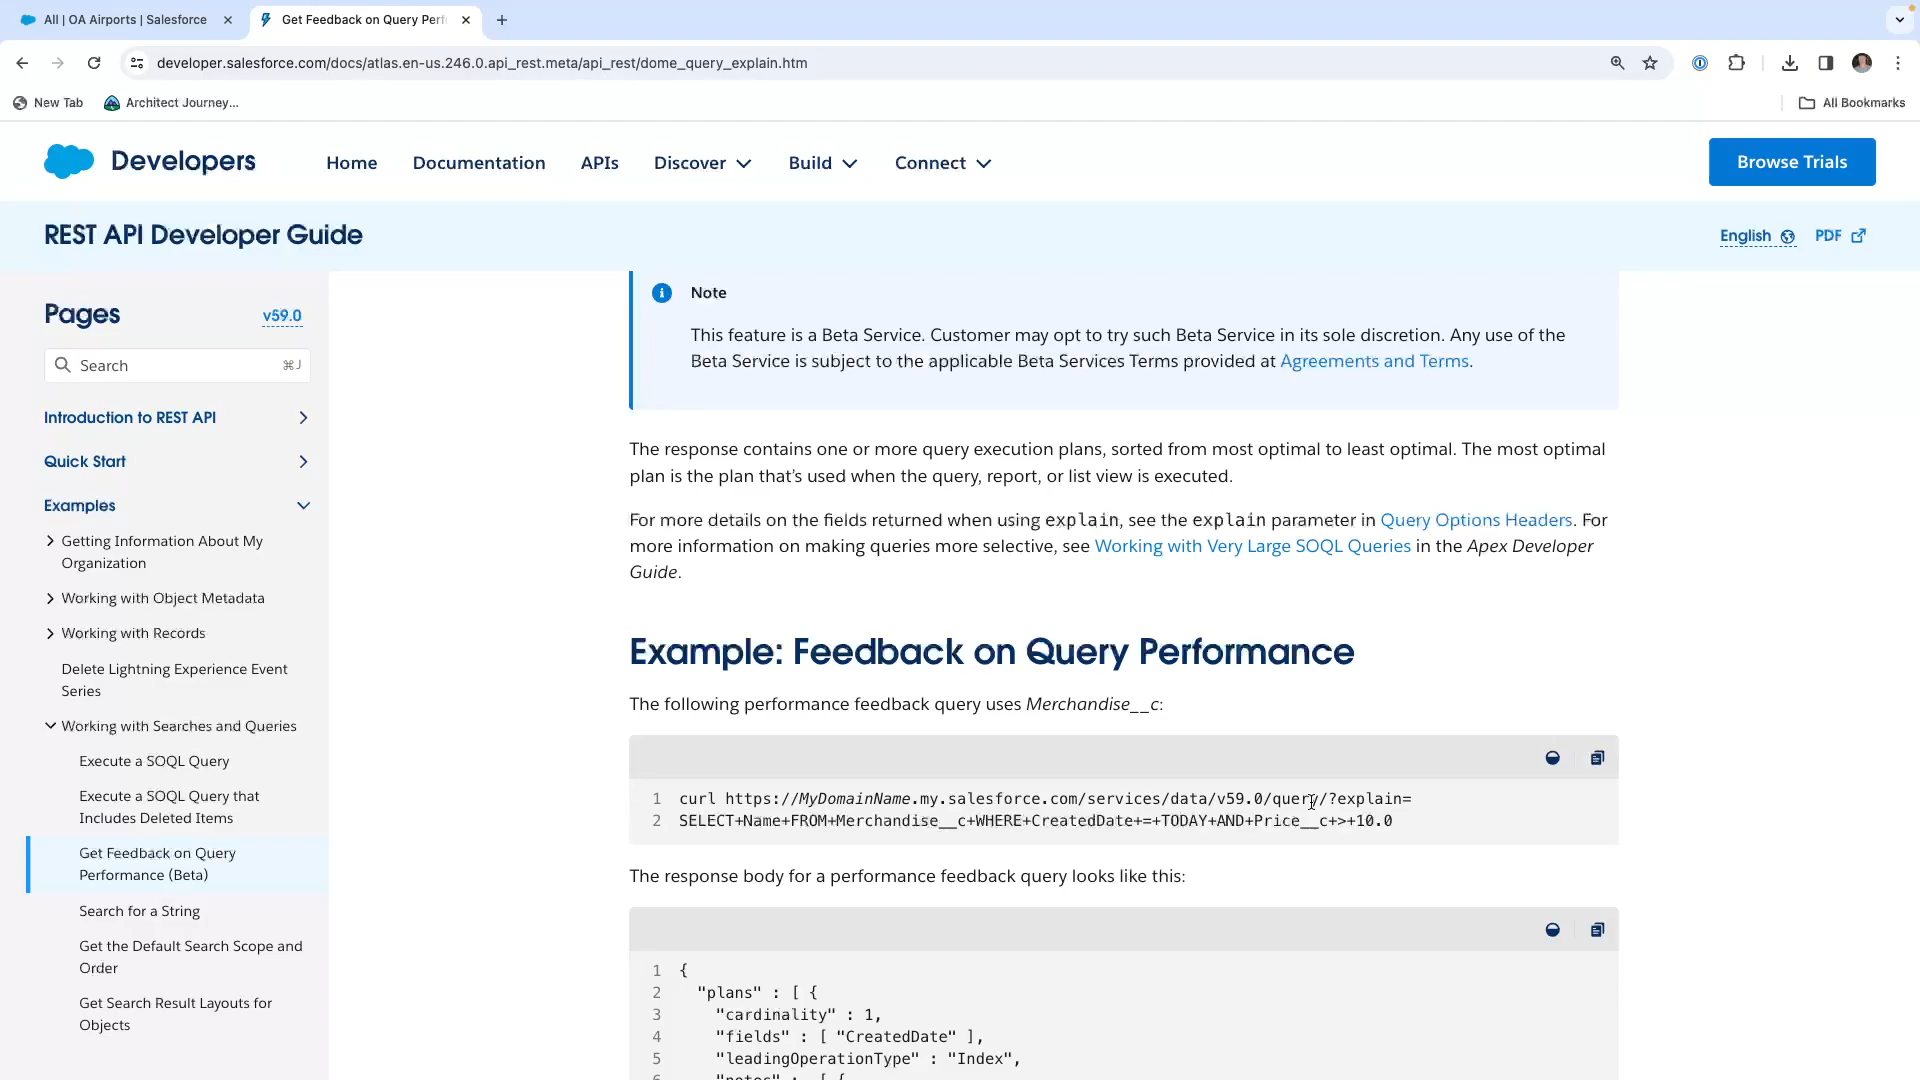 All | OA Airports | Salesforce
Get Feedback on Query Perf
developer.salesforce.com/docs/atlas.en-us.246.0.api_rest.meta/api_rest/dome_query_explain.htm
New Tab
Architect Journey...
All Bookmarks
Developers
Home
Documentation
APIs
Discover
Build
Connect
Browse Trials
REST API Developer Guide
English
PDF
Pages
v59.0
Search
⌘J
Introduction to REST API
Quick Start
Examples
Getting Information About My
Organization
Working with Object Metadata
Working with Records
Delete Lightning Experience Event
Series
Working with Searches and Queries
Execute a SOQL Query
Execute a SOQL Query that
Includes Deleted Items
Get Feedback on Query
Performance (Beta)
Search for a String
Get the Default Search Scope and
Order
Get Search Result Layouts for
Objects
Note
This feature is a Beta Service. Customer may opt to try such Beta Service in its sole discretion. Any use of the
Beta Service is subject to the applicable Beta Services Terms provided at Agreements and Terms.
The response contains one or more query execution plans, sorted from most optimal to least optimal. The most optimal
plan is the plan that's used when the query, report, or list view is executed.
For more details on the fields returned when using explain, see the explain parameter in Query Options Headers. For
more information on making queries more selective, see Working with Very Large SOQL Queries in the Apex Developer
Guide.
Example: Feedback on Query Performance
The following performance feedback query uses Merchandise__c:
1 curl https://MyDomainName.my.salesforce.com/services/data/v59.0/query/?explain=
2 SELECT+Name+FROM+Merchandise__c+WHERE+CreatedDate+=+TODAY+AND+Price__c+>+10.0
The response body for a performance feedback query looks like this:
1 {
2 "plans" : [ {
3 "cardinality" : 1,
4 "fields" : [ "CreatedDate" ],
5 "leadingOperationType" : "Index",
6 "notes" : [ {